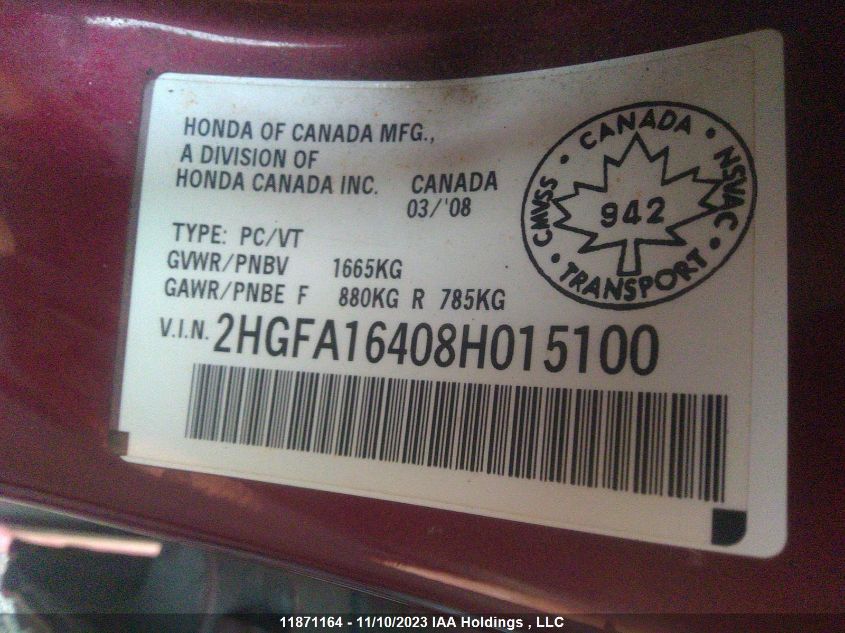 HONDA OF CANADA MFG.,
A DIVISION OF
HONDA CANADA INC. CANADA
03/'08
TYPE: PC/VT
GVWR/PNBV 1665KG
GAWR/PNBE F 880KG R 785KG
V.I.N. 2HGFA16408H015100
• CANADA •
CMVSS
NSVAC
942
• TRANSPORT •
11871164 - 11/10/2023 IAA Holdings , LLC